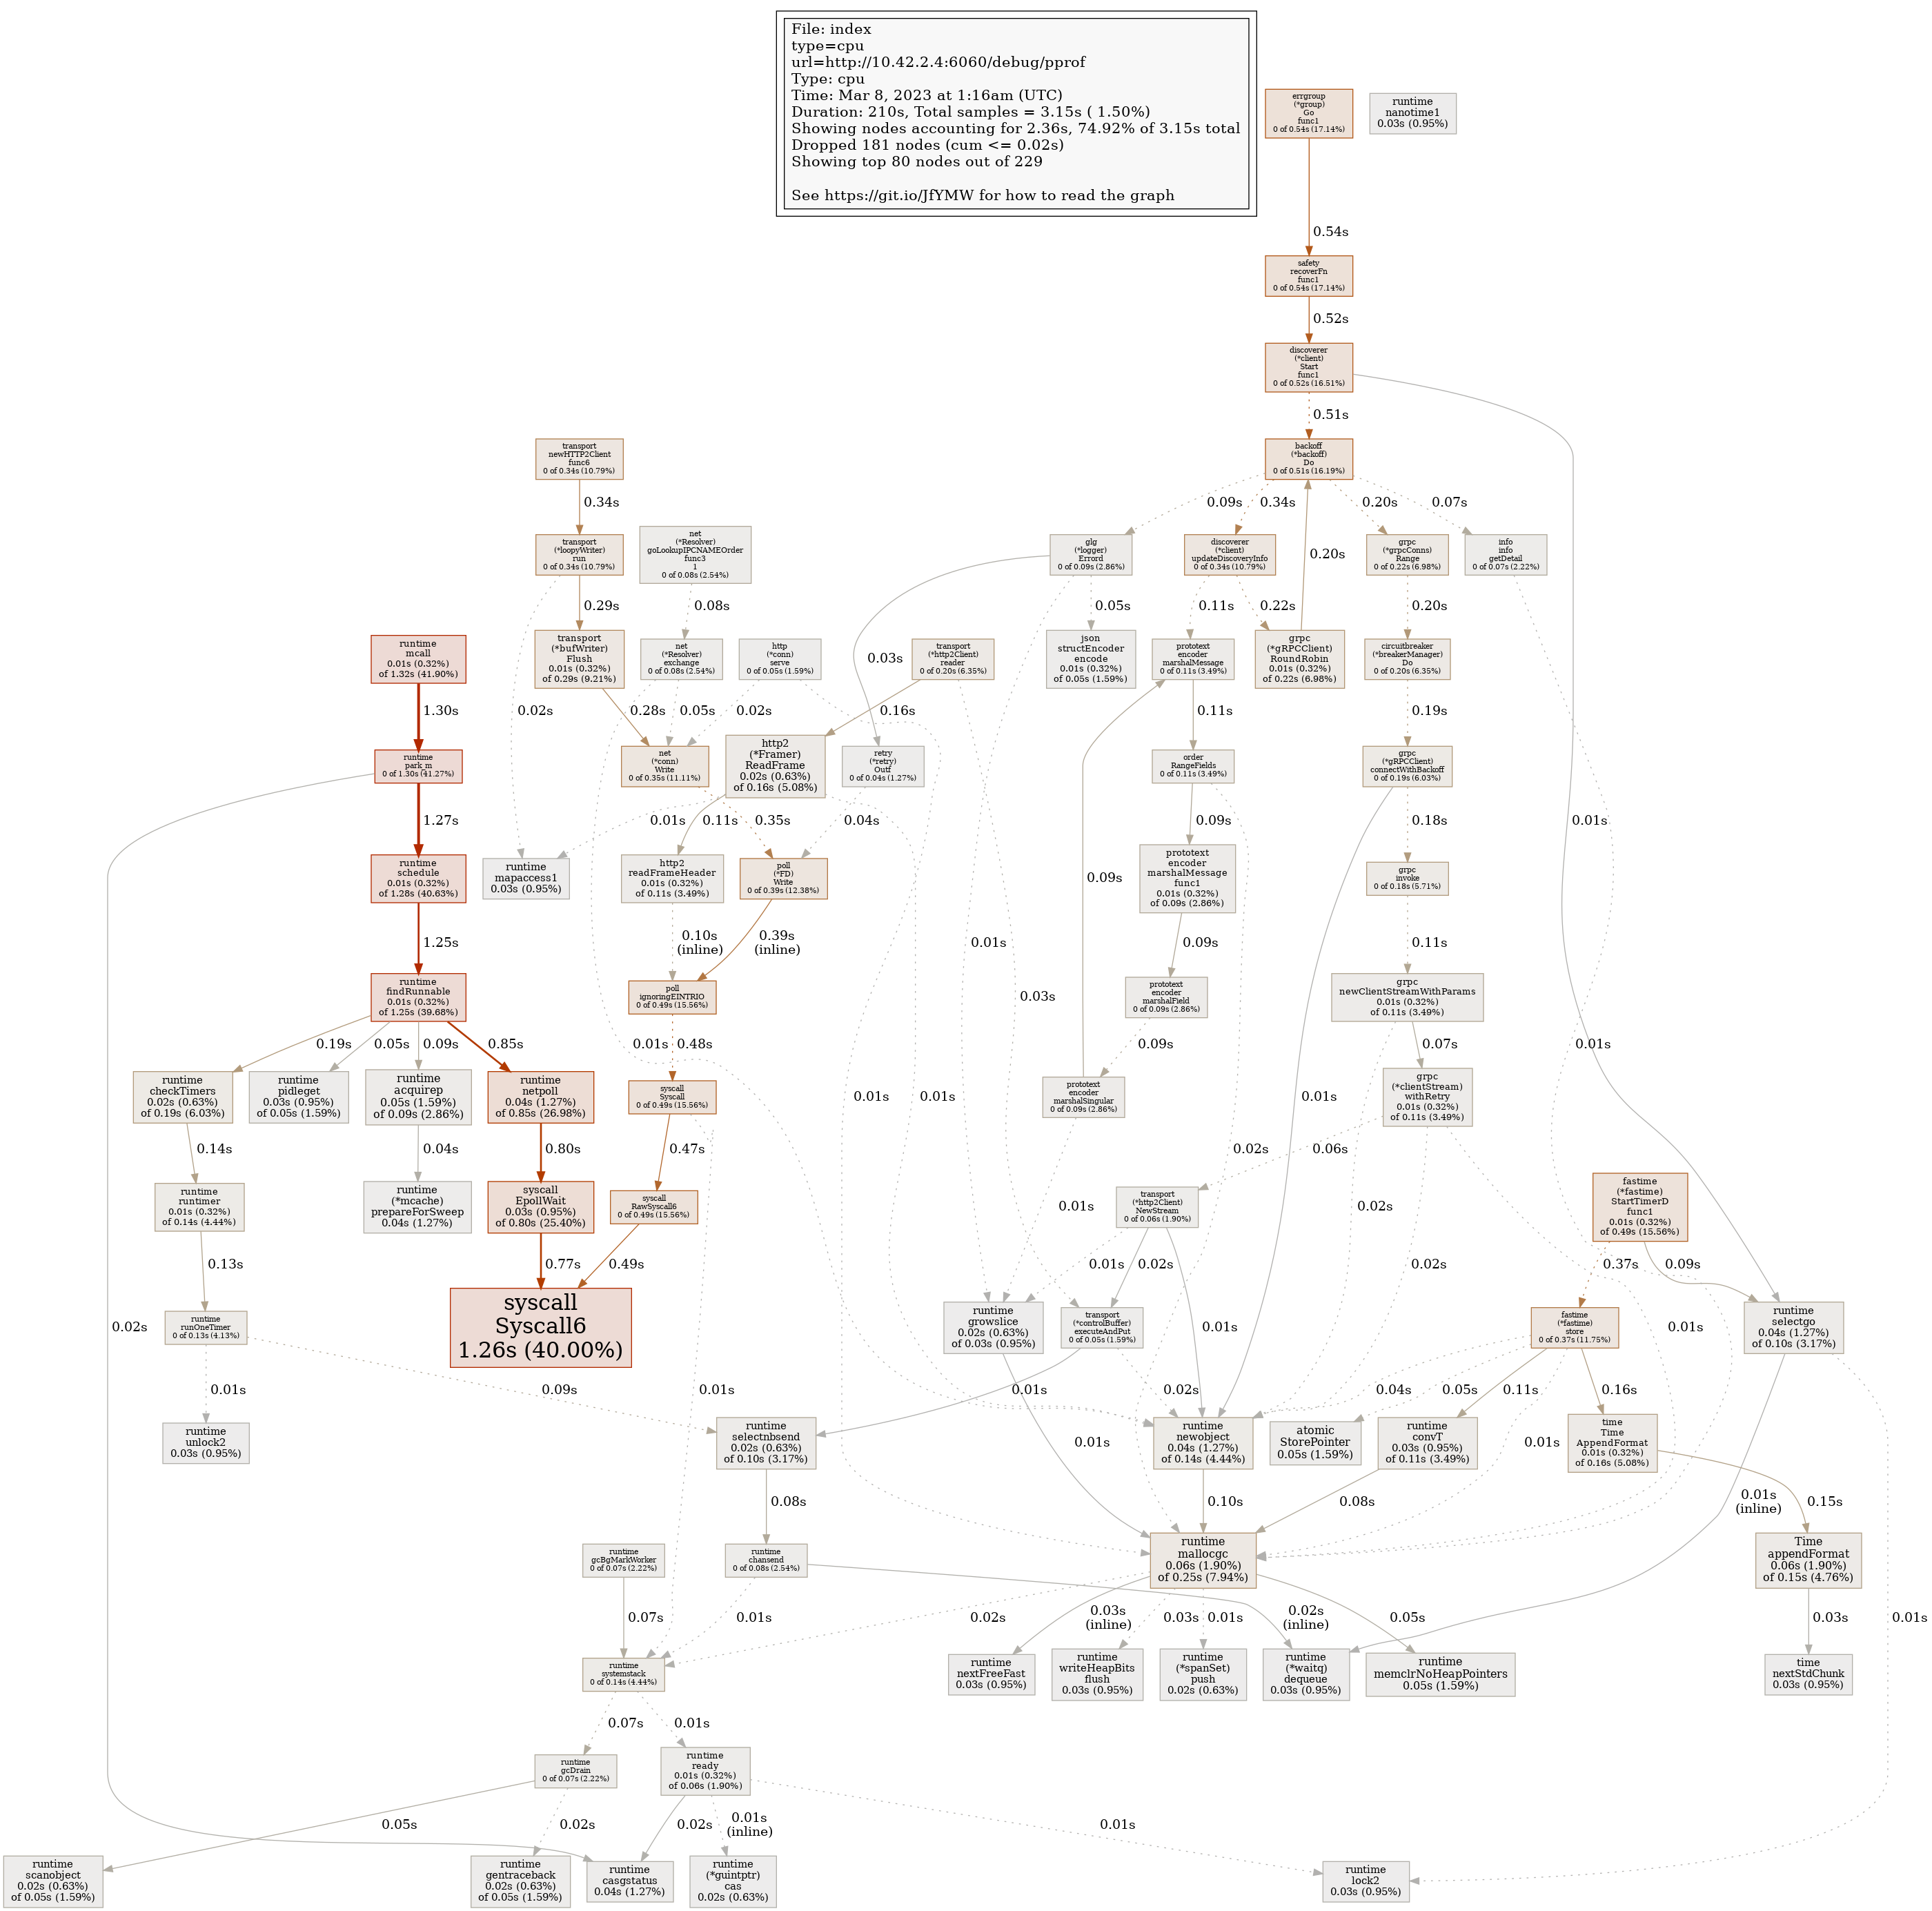 File: index
type=cpu
url=http://10.42.2.4:6060/debug/pprof
Type: cpu
Time: Mar 8, 2023 at 1:16am (UTC)
Duration: 210s, Total samples = 3.15s ( 1.50%)
Showing nodes accounting for 2.36s, 74.92% of 3.15s total
Dropped 181 nodes (cum <= 0.02s)
Showing top 80 nodes out of 229
See https://git.io/JfYMW for how to read the graph
errgroup
(*group)
Go
func1
0 of 0.54s (17.14%)
runtime
nanotime1
0.03s (0.95%)
0.54s
safety
recoverFn
func1
0 of 0.54s (17.14%)
0.52s
discoverer
(*client)
Start
func1
0 of 0.52s (16.51%)
0.51s
0.01s
transport
newHTTP2Client
func6
0 of 0.34s (10.79%)
backoff
(*backoff)
Do
0 of 0.51s (16.19%)
0.34s
0.09s
0.34s
0.20s
0.07s
0.20s
transport
(*loopyWriter)
run
0 of 0.34s (10.79%)
net
(*Resolver)
goLookupIPCNAMEOrder
func3
1
0 of 0.08s (2.54%)
glg
(*logger)
Errord
0 of 0.09s (2.86%)
discoverer
(*client)
updateDiscoveryInfo
0 of 0.34s (10.79%)
grpc
(*grpcConns)
Range
0 of 0.22s (6.98%)
info
info
getDetail
0 of 0.07s (2.22%)
0.02s
0.29s
0.08s
0.03s
0.01s
0.05s
0.11s
0.22s
0.20s
0.01s
runtime
mcall
0.01s (0.32%)
of 1.32s (41.90%)
transport
(*bufWriter)
Flush
0.01s (0.32%)
of 0.29s (9.21%)
net
(*Resolver)
exchange
0 of 0.08s (2.54%)
http
(*conn)
serve
0 of 0.05s (1.59%)
transport
(*http2Client)
reader
0 of 0.20s (6.35%)
json
structEncoder
encode
0.01s (0.32%)
of 0.05s (1.59%)
prototext
encoder
marshalMessage
0 of 0.11s (3.49%)
grpc
(*gRPCClient)
RoundRobin
0.01s (0.32%)
of 0.22s (6.98%)
circuitbreaker
(*breakerManager)
Do
0 of 0.20s (6.35%)
1.30s
0.28s
0.05s
0.01s
0.02s
0.01s
0.16s
0.03s
0.11s
0.19s
runtime
park_m
0 of 1.30s (41.27%)
net
(*conn)
Write
0 of 0.35s (11.11%)
http2
(*Framer)
ReadFrame
0.02s (0.63%)
of 0.16s (5.08%)
retry
(*retry)
Outf
0 of 0.04s (1.27%)
order
RangeFields
0 of 0.11s (3.49%)
grpc
(*gRPCClient)
connectWithBackoff
0 of 0.19s (6.03%)
0.02s
1.27s
0.35s
0.01s
0.11s
0.01s
0.04s
0.09s
0.02s
0.01s
0.18s
runtime
schedule
0.01s (0.32%)
of 1.28s (40.63%)
runtime
mapaccess1
0.03s (0.95%)
http2
readFrameHeader
0.01s (0.32%)
of 0.11s (3.49%)
poll
(*FD)
Write
0 of 0.39s (12.38%)
prototext
encoder
marshalMessage
func1
0.01s (0.32%)
of 0.09s (2.86%)
grpc
invoke
0 of 0.18s (5.71%)
1.25s
0.10s
(inline)
0.39s
(inline)
0.09s
0.11s
runtime
findRunnable
0.01s (0.32%)
of 1.25s (39.68%)
poll
ignoringEINTRIO
0 of 0.49s (15.56%)
prototext
encoder
marshalField
0 of 0.09s (2.86%)
grpc
newClientStreamWithParams
0.01s (0.32%)
of 0.11s (3.49%)
0.19s
0.05s
0.09s
0.85s
0.48s
0.09s
0.09s
0.02s
0.07s
runtime
checkTimers
0.02s (0.63%)
of 0.19s (6.03%)
runtime
pidleget
0.03s (0.95%)
of 0.05s (1.59%)
runtime
acquirep
0.05s (1.59%)
of 0.09s (2.86%)
runtime
netpoll
0.04s (1.27%)
of 0.85s (26.98%)
syscall
Syscall
0 of 0.49s (15.56%)
prototext
encoder
marshalSingular
0 of 0.09s (2.86%)
grpc
(*clientStream)
withRetry
0.01s (0.32%)
of 0.11s (3.49%)
0.14s
0.04s
0.80s
0.47s
0.01s
0.01s
0.06s
0.02s
0.01s
runtime
runtimer
0.01s (0.32%)
of 0.14s (4.44%)
runtime
(*mcache)
prepareForSweep
0.04s (1.27%)
syscall
EpollWait
0.03s (0.95%)
of 0.80s (25.40%)
syscall
RawSyscall6
0 of 0.49s (15.56%)
transport
(*http2Client)
NewStream
0 of 0.06s (1.90%)
fastime
(*fastime)
StartTimerD
func1
0.01s (0.32%)
of 0.49s (15.56%)
0.13s
0.77s
0.49s
0.01s
0.02s
0.01s
0.37s
0.09s
runtime
runOneTimer
0 of 0.13s (4.13%)
syscall
Syscall6
1.26s (40.00%)
runtime
growslice
0.02s (0.63%)
of 0.03s (0.95%)
transport
(*controlBuffer)
executeAndPut
0 of 0.05s (1.59%)
fastime
(*fastime)
store
0 of 0.37s (11.75%)
runtime
selectgo
0.04s (1.27%)
of 0.10s (3.17%)
0.01s
0.09s
0.01s
0.01s
0.02s
0.04s
0.05s
0.11s
0.01s
0.16s
0.01s
(inline)
0.01s
runtime
unlock2
0.03s (0.95%)
runtime
selectnbsend
0.02s (0.63%)
of 0.10s (3.17%)
runtime
newobject
0.04s (1.27%)
of 0.14s (4.44%)
atomic
StorePointer
0.05s (1.59%)
runtime
convT
0.03s (0.95%)
of 0.11s (3.49%)
time
Time
AppendFormat
0.01s (0.32%)
of 0.16s (5.08%)
0.08s
0.10s
0.08s
0.15s
runtime
gcBgMarkWorker
0 of 0.07s (2.22%)
runtime
chansend
0 of 0.08s (2.54%)
runtime
mallocgc
0.06s (1.90%)
of 0.25s (7.94%)
Time
appendFormat
0.06s (1.90%)
of 0.15s (4.76%)
0.07s
0.01s
0.02s
0.03s
(inline)
0.03s
0.01s
0.02s
(inline)
0.05s
0.03s
runtime
systemstack
0 of 0.14s (4.44%)
runtime
nextFreeFast
0.03s (0.95%)
runtime
writeHeapBits
flush
0.03s (0.95%)
runtime
(*spanSet)
push
0.02s (0.63%)
runtime
(*waitq)
dequeue
0.03s (0.95%)
runtime
memclrNoHeapPointers
0.05s (1.59%)
time
nextStdChunk
0.03s (0.95%)
0.07s
0.01s
runtime
gcDrain
0 of 0.07s (2.22%)
runtime
ready
0.01s (0.32%)
of 0.06s (1.90%)
0.05s
0.02s
0.02s
0.01s
(inline)
0.01s
runtime
scanobject
0.02s (0.63%)
of 0.05s (1.59%)
runtime
gentraceback
0.02s (0.63%)
of 0.05s (1.59%)
runtime
casgstatus
0.04s (1.27%)
runtime
(*guintptr)
cas
0.02s (0.63%)
runtime
lock2
0.03s (0.95%)